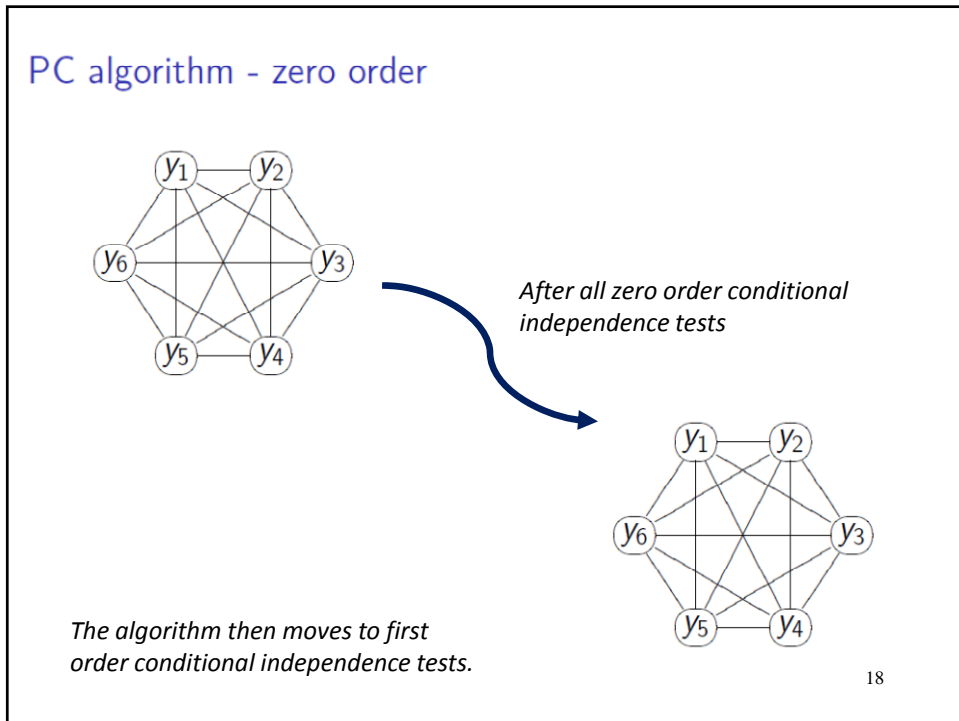 PC algorithm - zero order
y1 y2
y6 y3
y5 y4
After all zero order conditional
independence tests
y1 y2
y6 y3
y5 y4
The algorithm then moves to first
order conditional independence tests.
18